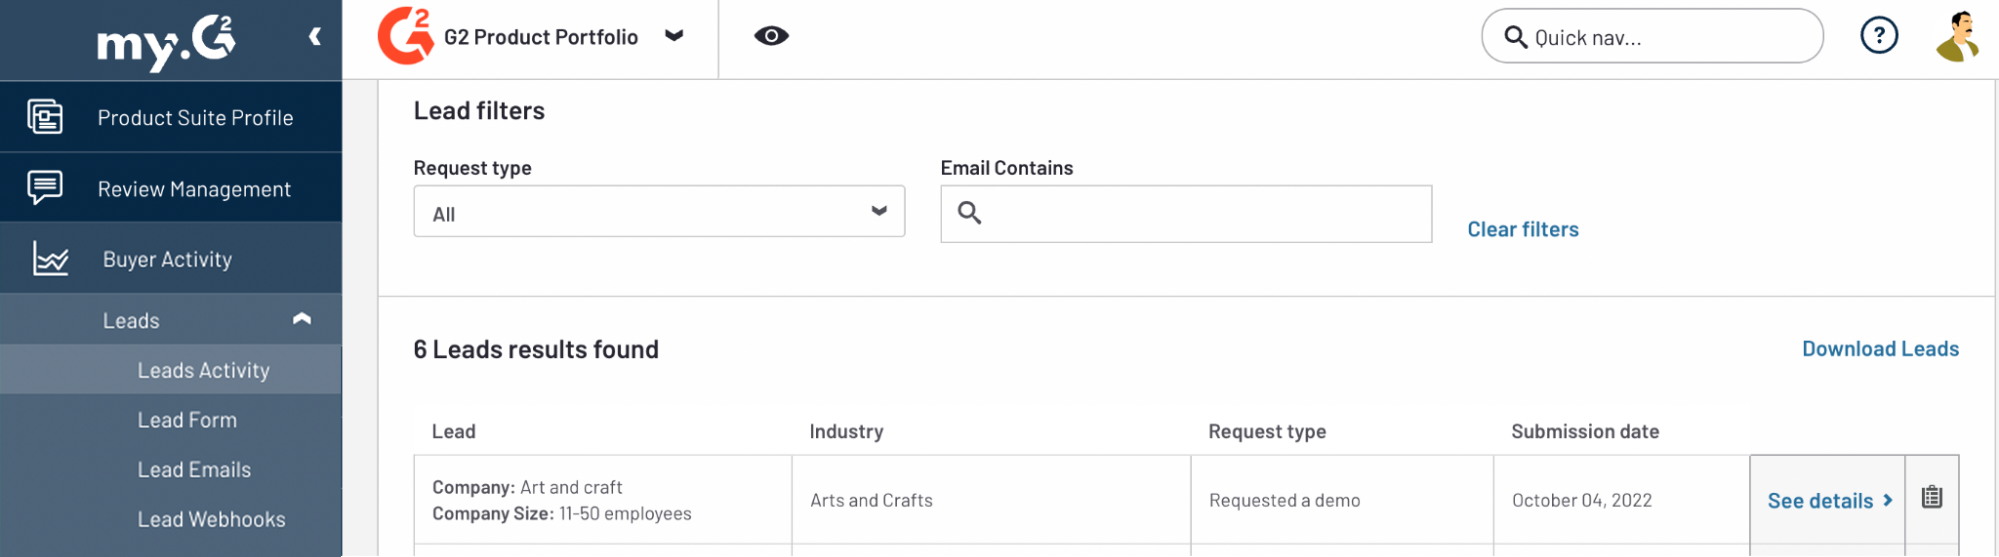 my.G2
G2 Product Portfolio
Quick nav...
?
Product Suite Profile
Review Management
Buyer Activity
Leads
Leads Activity
Lead Form
Lead Emails
Lead Webhooks
Lead filters
Request type
Email Contains
All
Clear filters
6 Leads results found
Download Leads
Lead
Industry
Request type
Submission date
Company: Art and craft
Company Size: 11-50 employees
Arts and Crafts
Requested a demo
October 04, 2022
See details